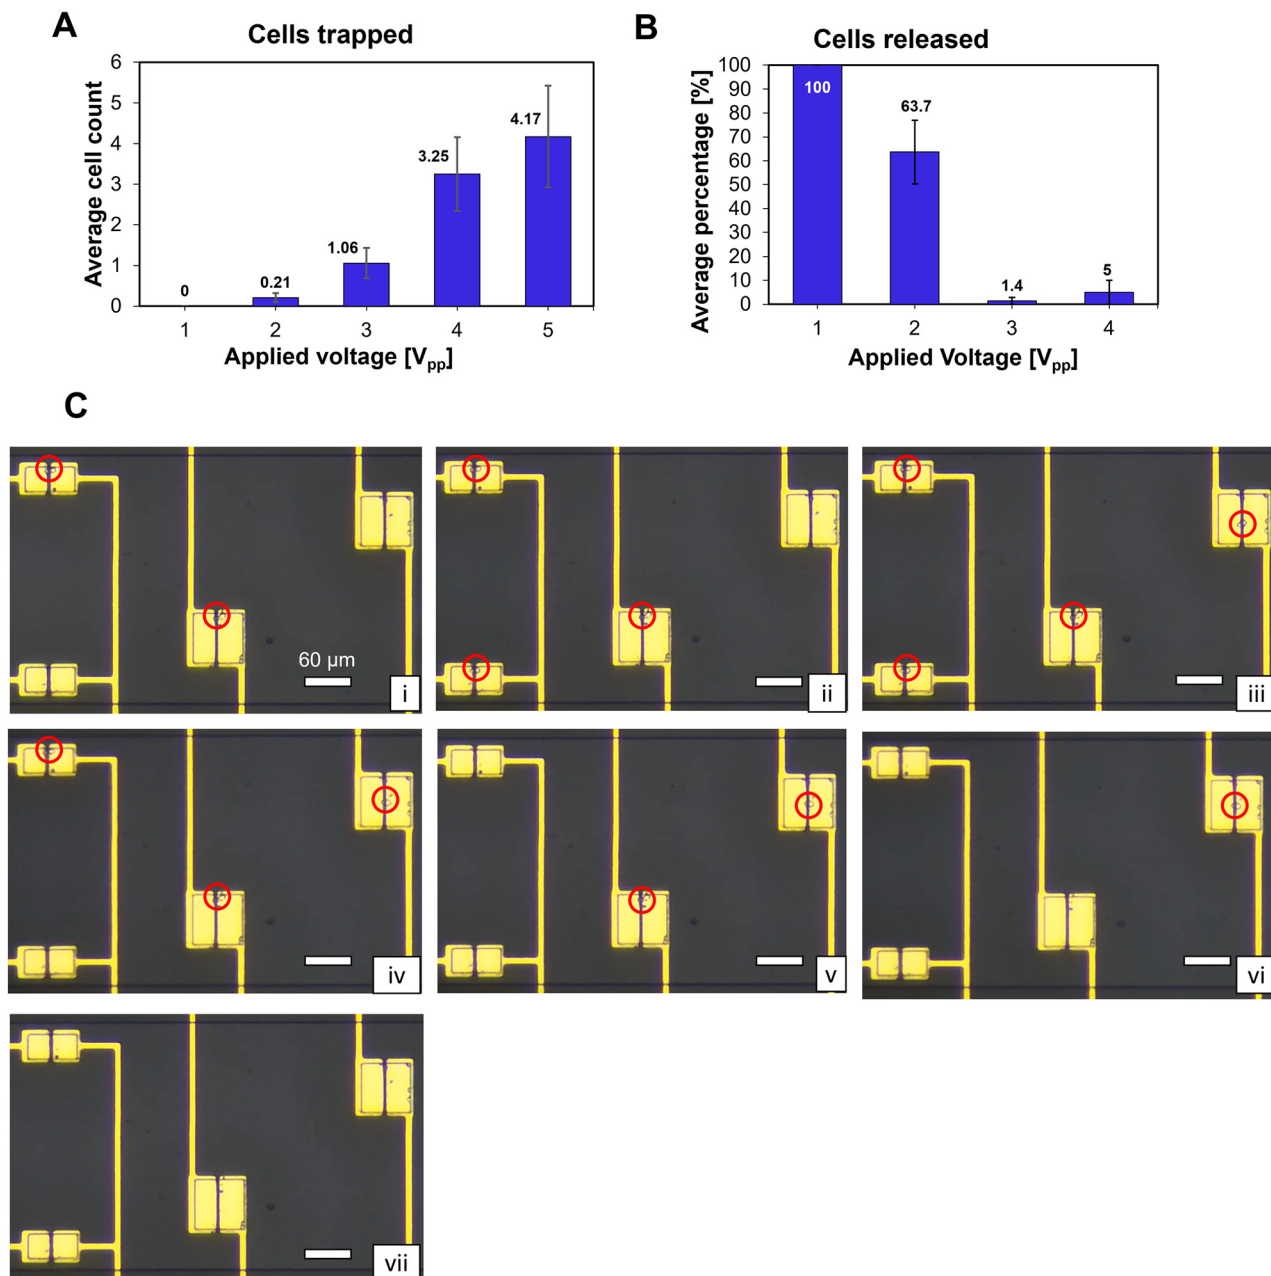 A
Cells trapped
Average cell count
6
5
4
3
2
1
0
0
0.21
1.06
3.25
4.17
1 2 3 4 5
Applied voltage [Vpp]
B
Cells released
Average percentage [%]
100
90
80
70
60
50
40
30
20
10
0
100
63.7
1.4
5
1 2 3 4
Applied Voltage [Vpp]
C
60 µm
i
ii
iii
iv
v
vi
vii